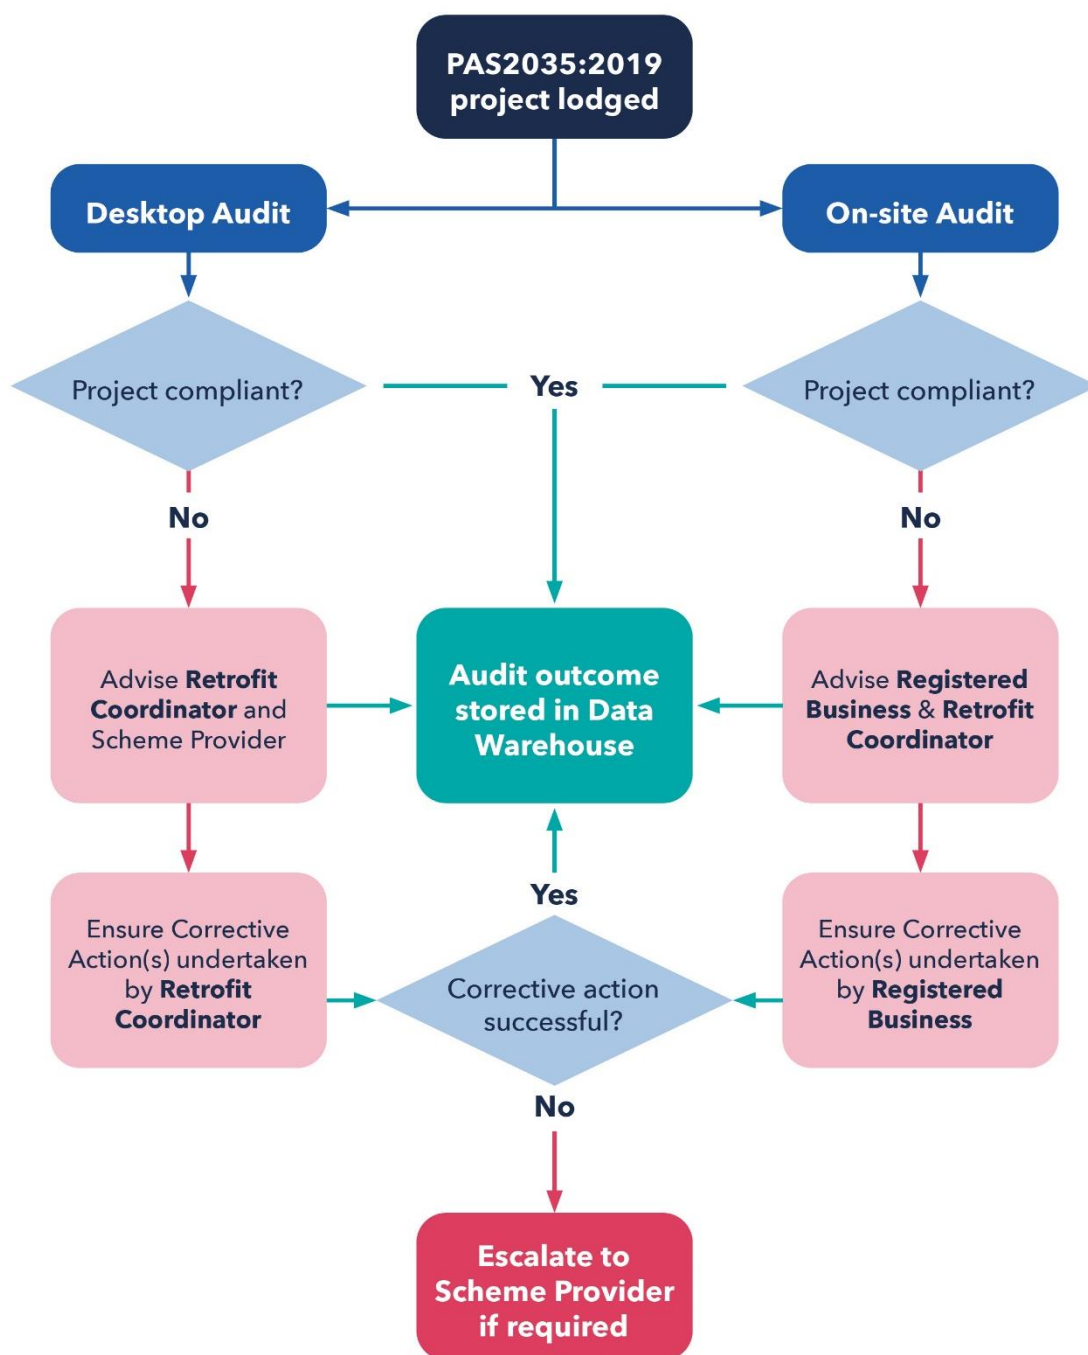 PAS2035:2019
project lodged
Desktop Audit
On-site Audit
Project compliant?
Yes
Project compliant?
No
No
Advise Retrofit
Coordinator and
Scheme Provider
Audit outcome
stored in Data
Warehouse
Advise Registered
Business & Retrofit
Coordinator
Ensure Corrective
Action(s) undertaken
by Retrofit
Coordinator
Yes
Corrective action
successful?
Ensure Corrective
Action(s) undertaken
by Registered
Business
No
Escalate to
Scheme Provider
if required